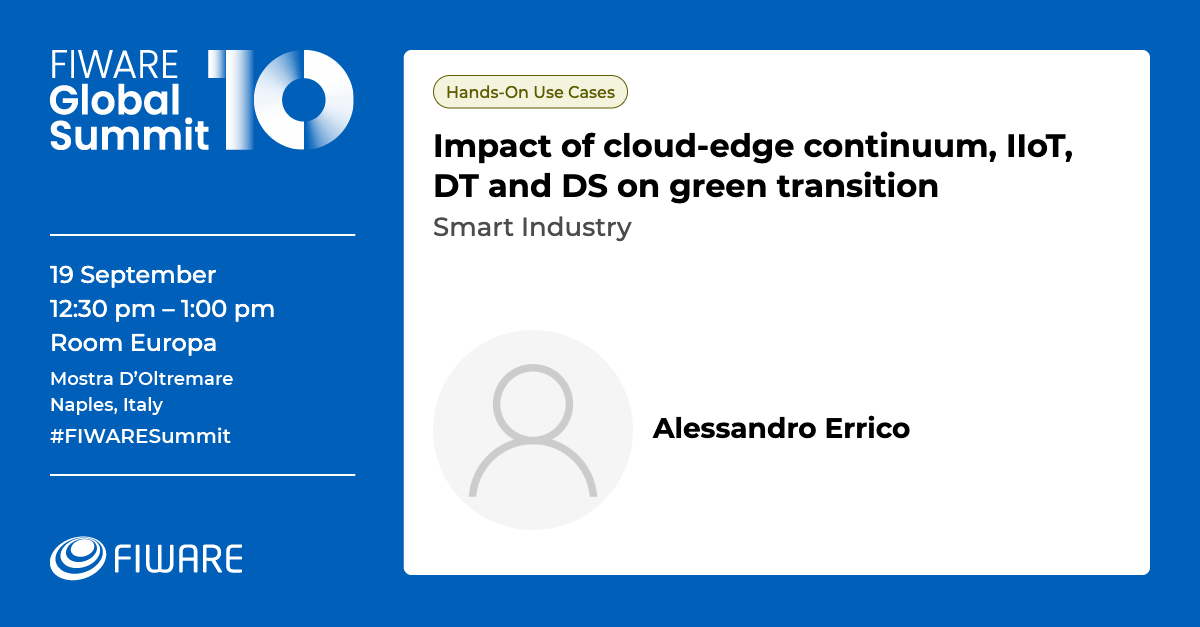 FIWARE
Global
Summit
10
19 September
12:30 pm – 1:00 pm
Room Europa
Mostra D’Oltremare
Naples, Italy
#FIWARESummit
FIWARE
Hands-On Use Cases
Impact of cloud-edge continuum, IIoT,
DT and DS on green transition
Smart Industry
Alessandro Errico